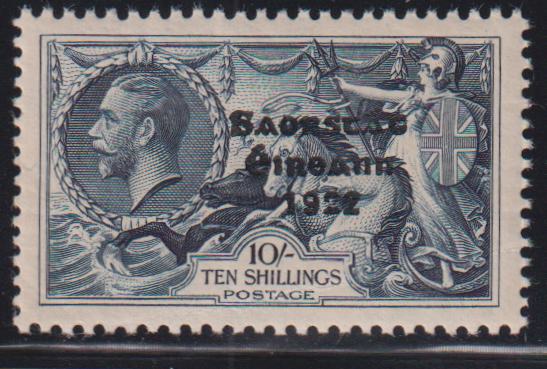 Saorstát
Éireann
1922
10/-
TEN SHILLINGS
POSTAGE